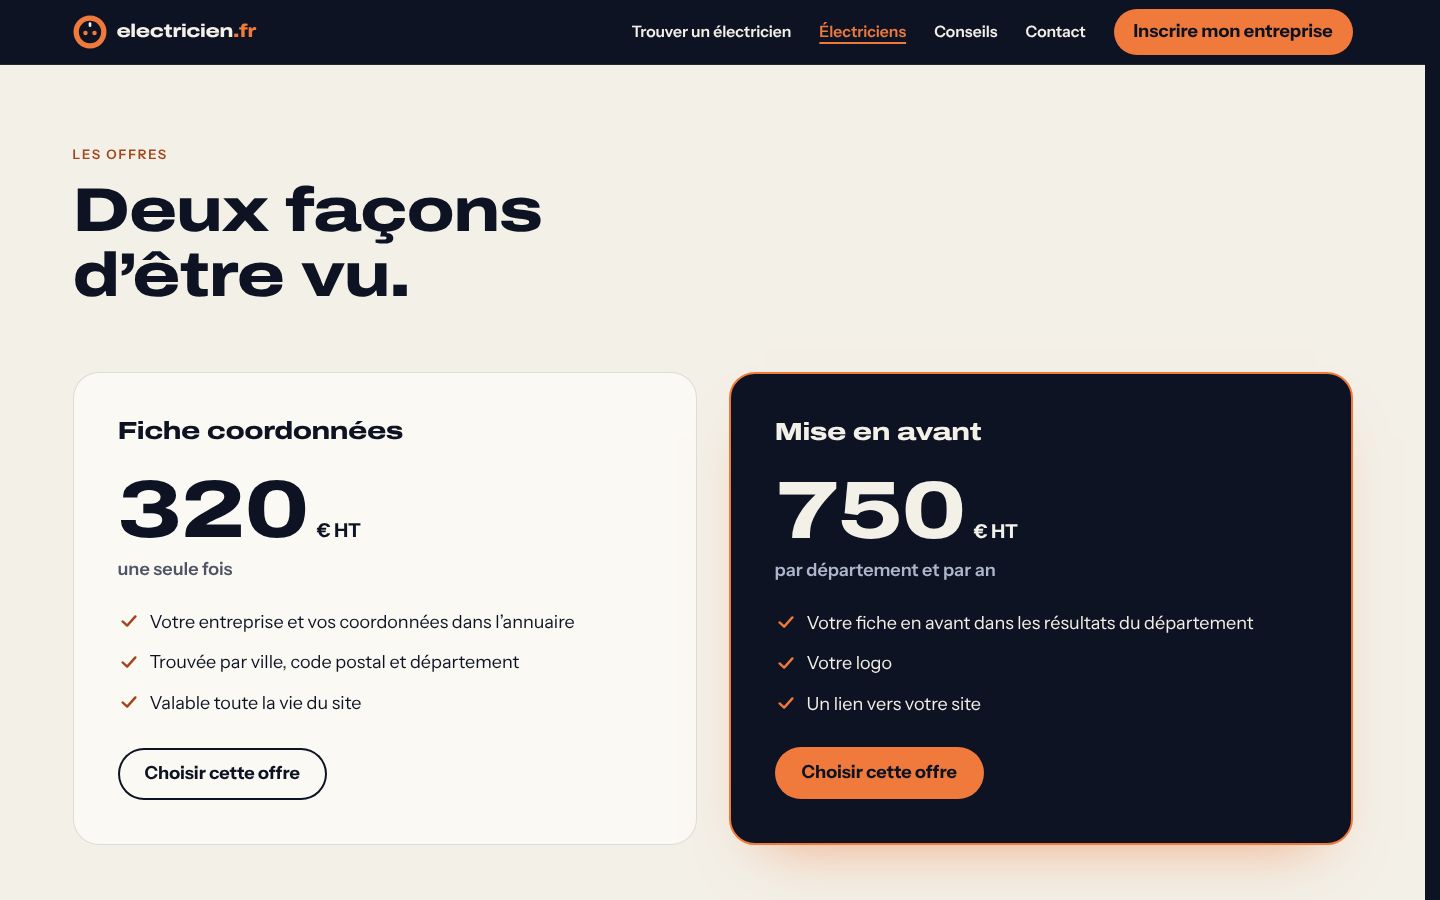 electricien.fr
Trouver un électricien
Électriciens
Conseils
Contact
Inscrire mon entreprise
LES OFFRES
Deux façons
d’être vu.
Fiche coordonnées
320 € HT
une seule fois
Votre entreprise et vos coordonnées dans l’annuaire
Trouvée par ville, code postal et département
Valable toute la vie du site
Choisir cette offre
Mise en avant
750 € HT
par département et par an
Votre fiche en avant dans les résultats du département
Votre logo
Un lien vers votre site
Choisir cette offre